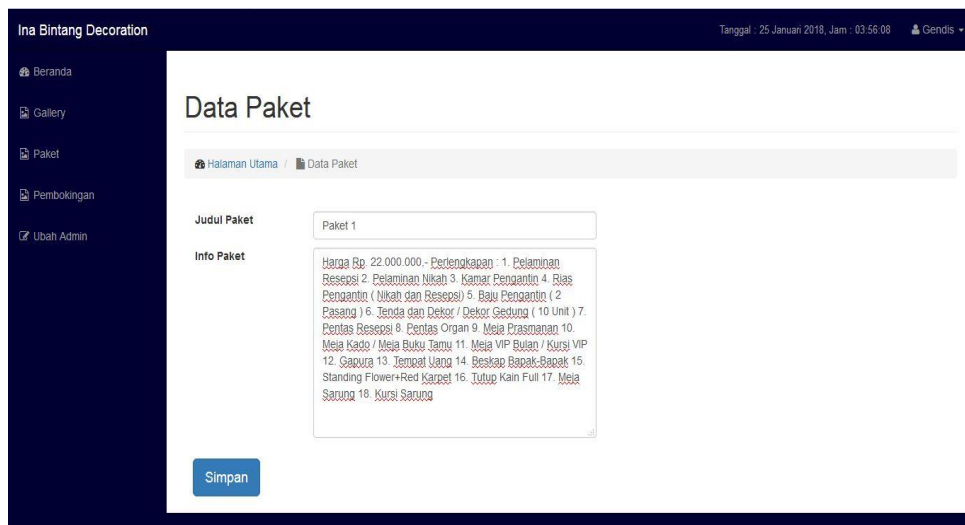 Ina Bintang Decoration
Tanggal : 25 Januari 2018, Jam : 03:56:08
Gendis
Beranda
Gallery
Paket
Pembokingan
Ubah Admin
Data Paket
Halaman Utama / Data Paket
Judul Paket
Paket 1
Info Paket
Harga Rp. 22.000.000,- Perlengkapan : 1. Pelaminan
Resepsi 2. Pelaminan Nikah 3. Kamar Pengantin 4. Rias
Pengantin ( Nikah dan Resepsi) 5. Baju Pengantin ( 2
Pasang ) 6. Tenda dan Dekor / Dekor Gedung ( 10 Unit ) 7.
Pentas Resepsi 8. Pentas Organ 9. Meja Prasmanan 10.
Meja Kado / Meja Buku Tamu 11. Meja VIP Bulan / Kursi VIP
12. Gapura 13. Tempat Uang 14. Beskap Bapak-Bapak 15.
Standing Flower+Red Karpet 16. Tutup Kain Full 17. Meja
Sarung 18. Kursi Sarung
Simpan